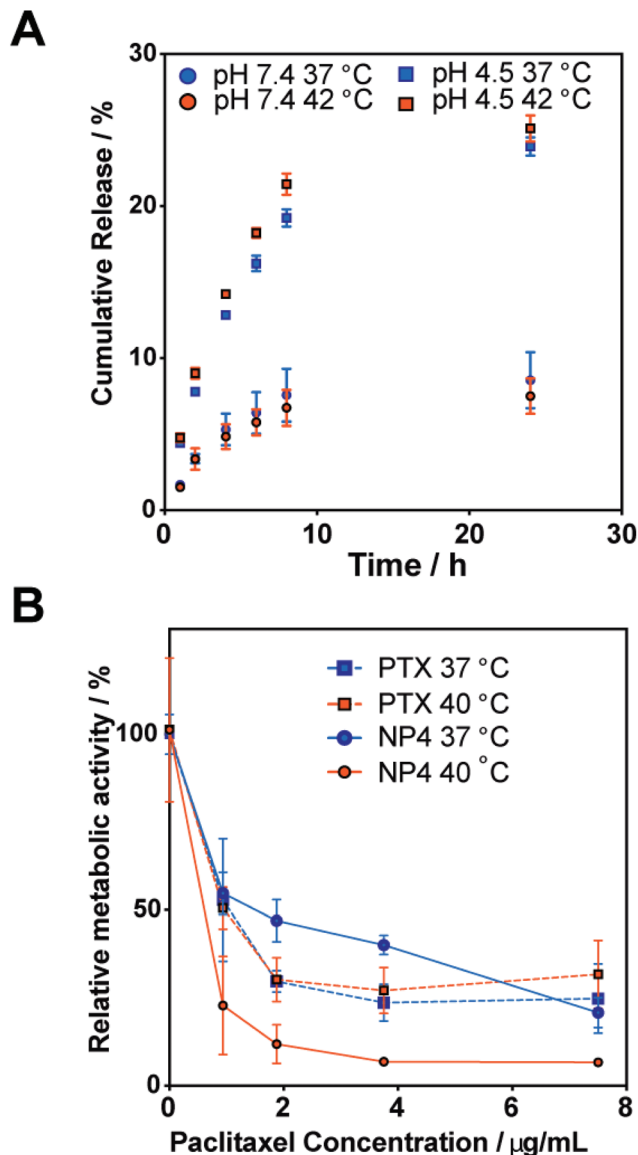 A
30
pH 7.4 37 °C
pH 4.5 37 °C
pH 7.4 42 °C
pH 4.5 42 °C
Cumulative Release / %
20
10
0
0
10
20
30
Time / h
B
PTX 37 °C
PTX 40 °C
NP4 37 °C
NP4 40 °C
Relative metabolic activity / %
100
50
0
0
2
4
6
8
Paclitaxel Concentration / μg/mL